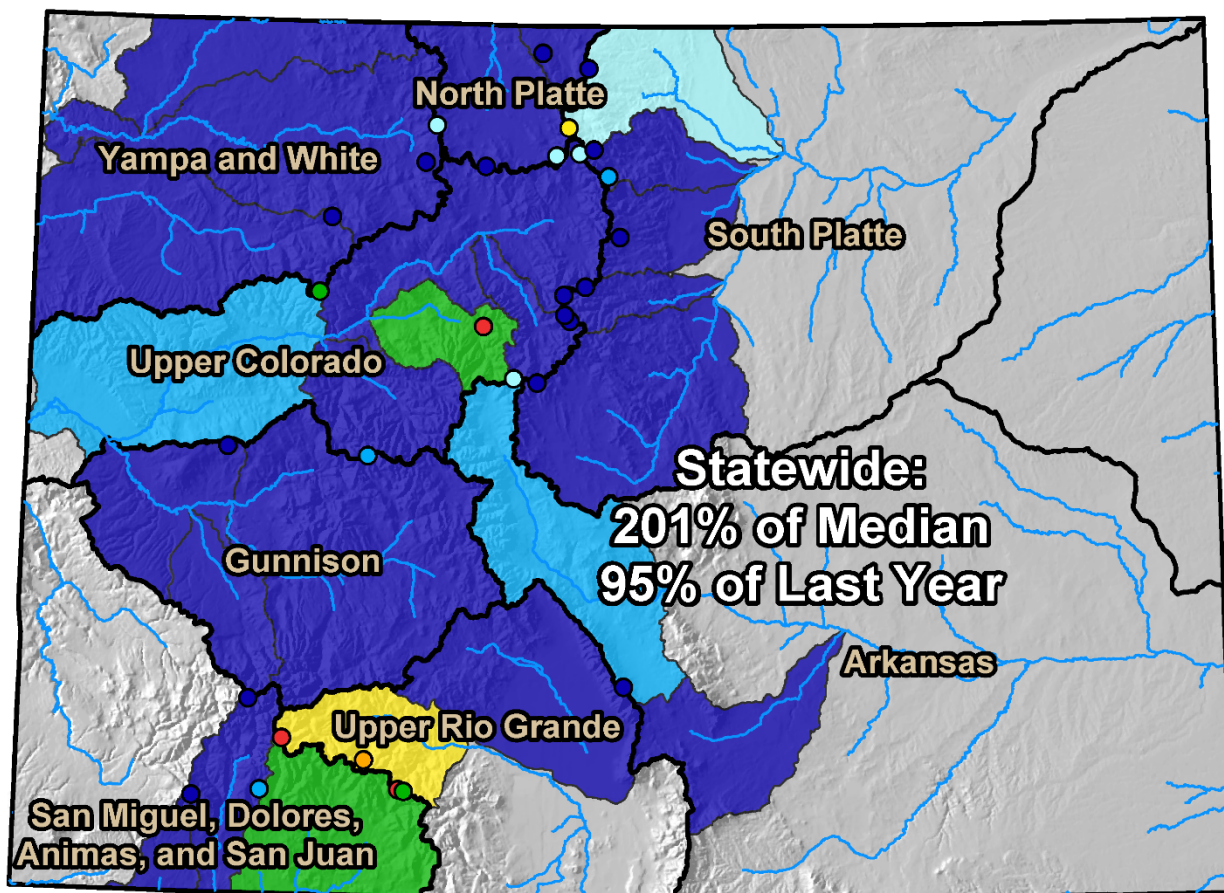 North Platte
Yampa and White
South Platte
Upper Colorado
Statewide:
201% of Median
95% of Last Year
Gunnison
Arkansas
Upper Rio Grande
San Miguel, Dolores,
Animas, and San Juan